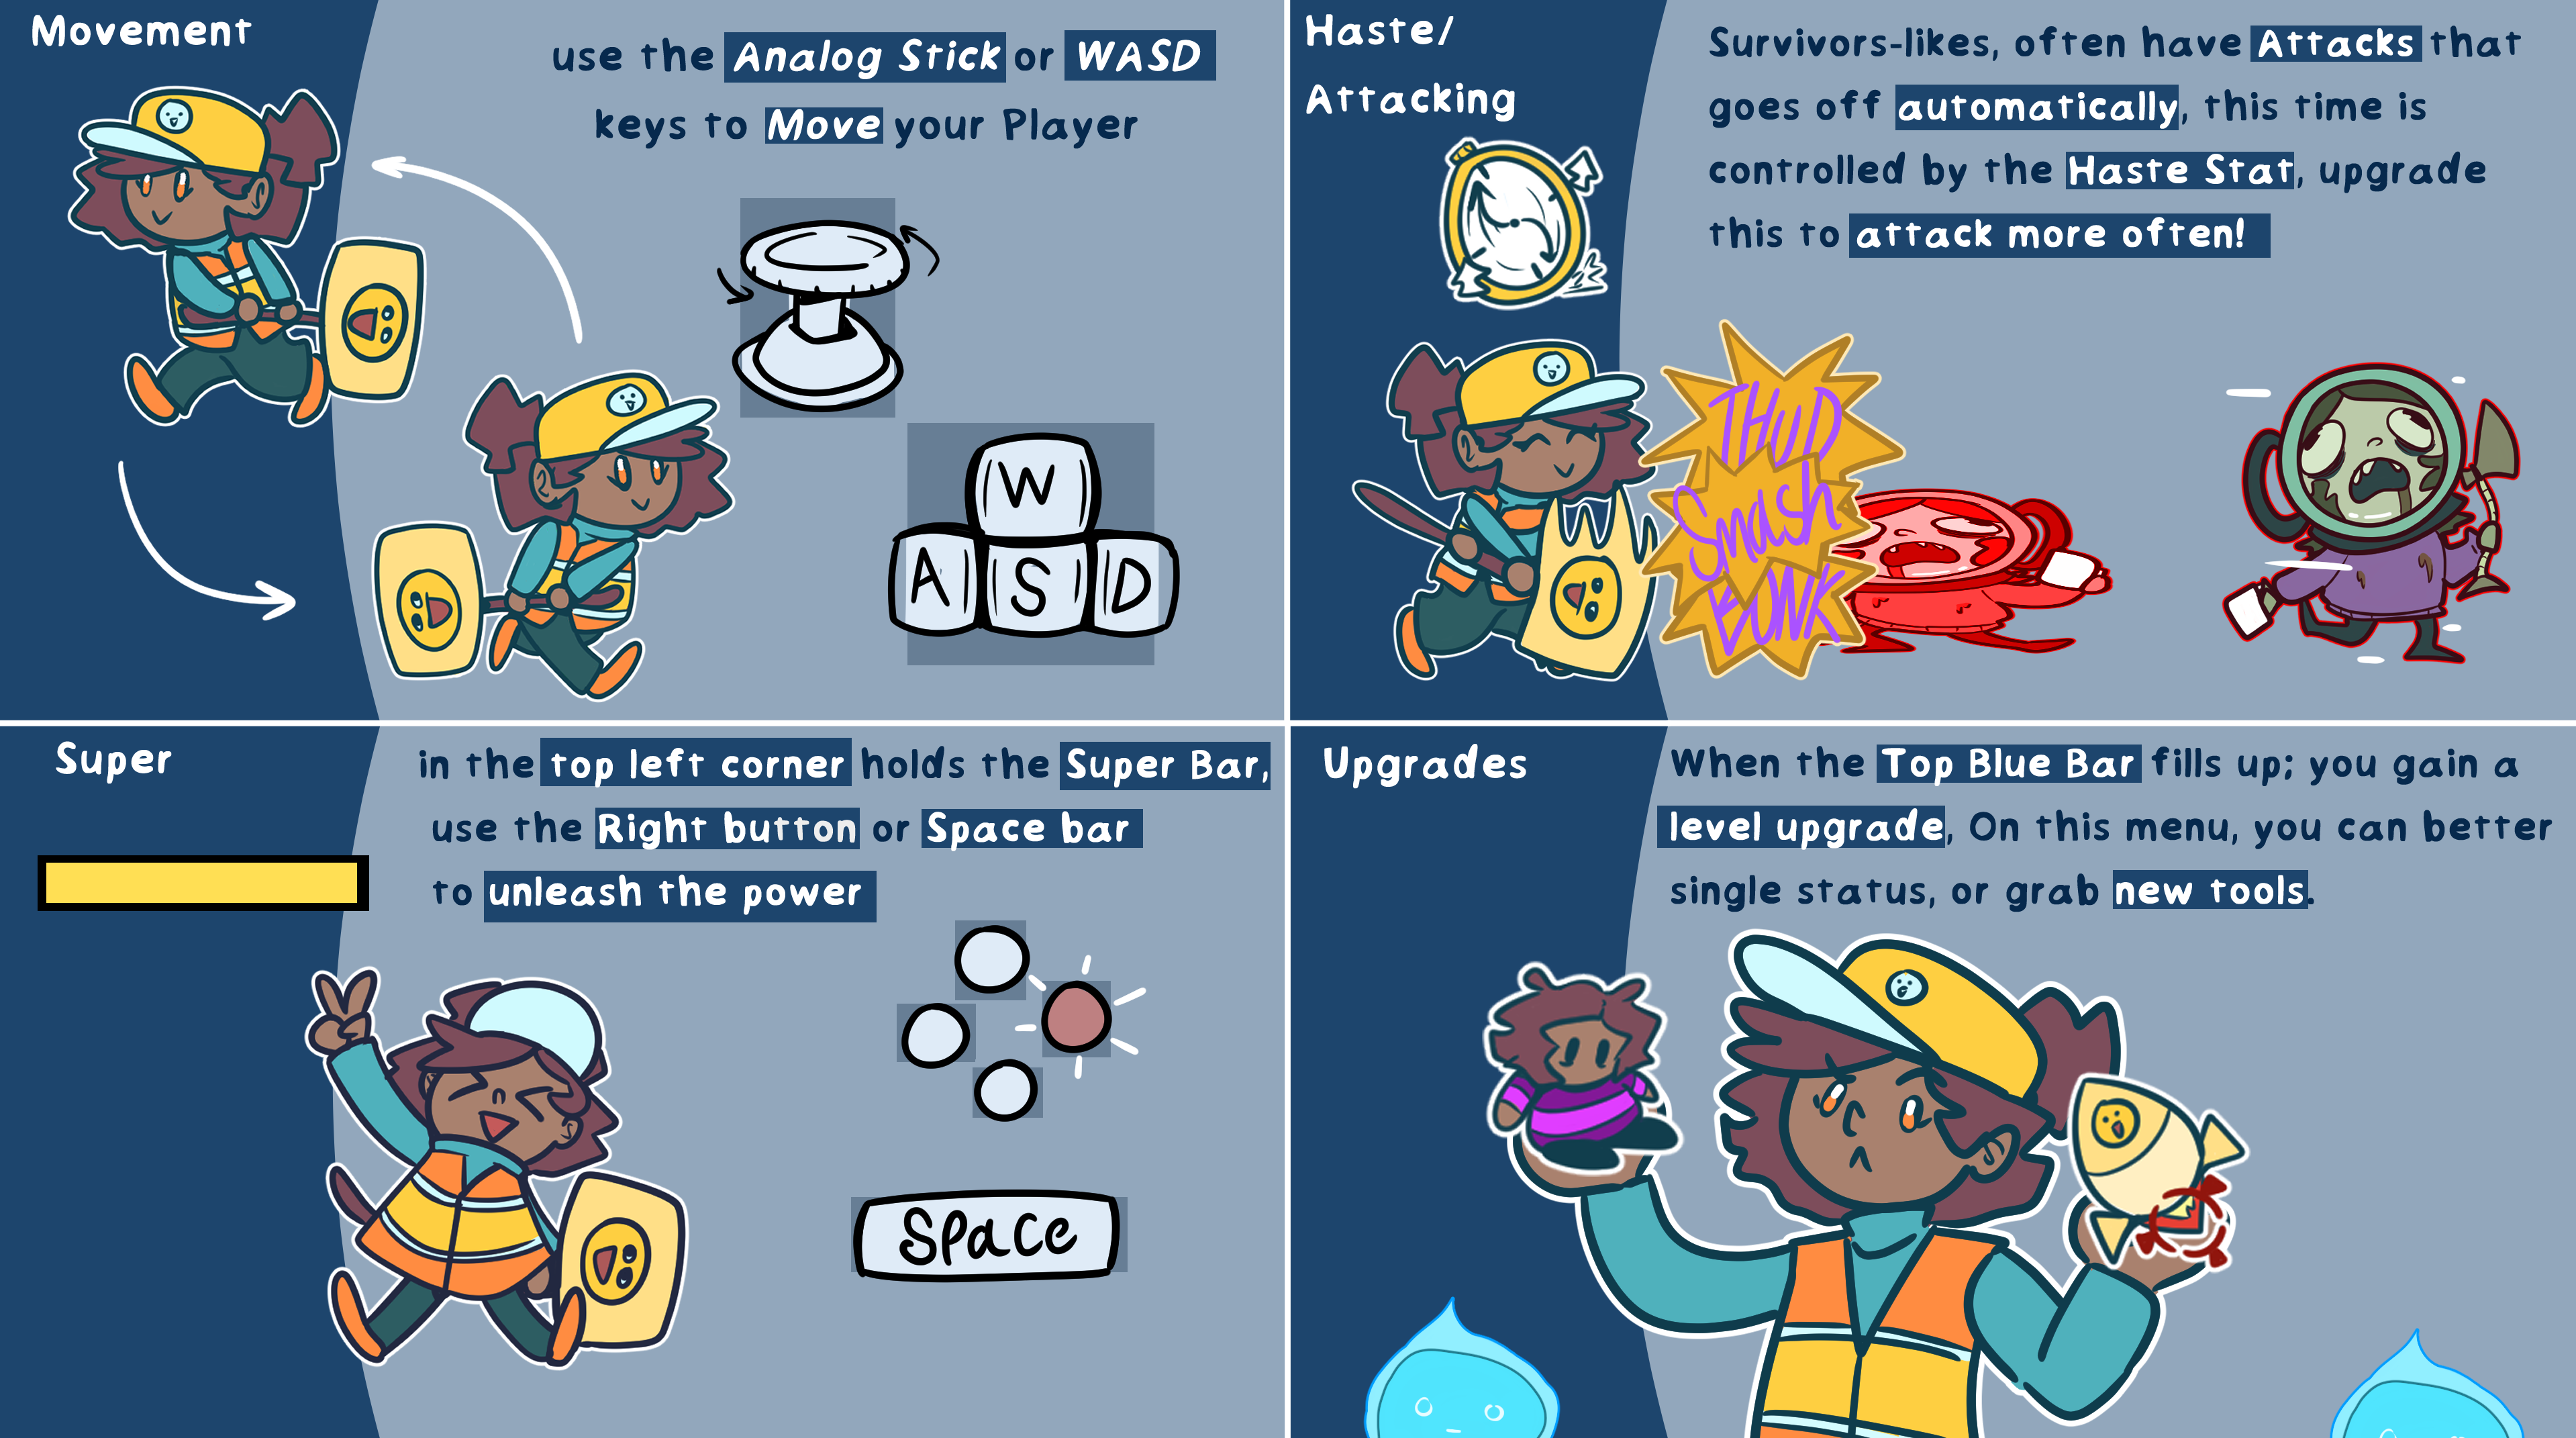 Movement
use the Analog Stick or WASD
keys to Move your Player
W
A S D
Haste/
Attacking
Survivors-likes, often have Attacks that
goes off automatically, this time is
controlled by the Haste Stat, upgrade
this to attack more often!
THUD
Smash
BONK
Super
in the top left corner holds the Super Bar,
use the Right button or Space bar
to unleash the power
Space
Upgrades
When the Top Blue Bar fills up; you gain a
level upgrade, On this menu, you can better
single status, or grab new tools.